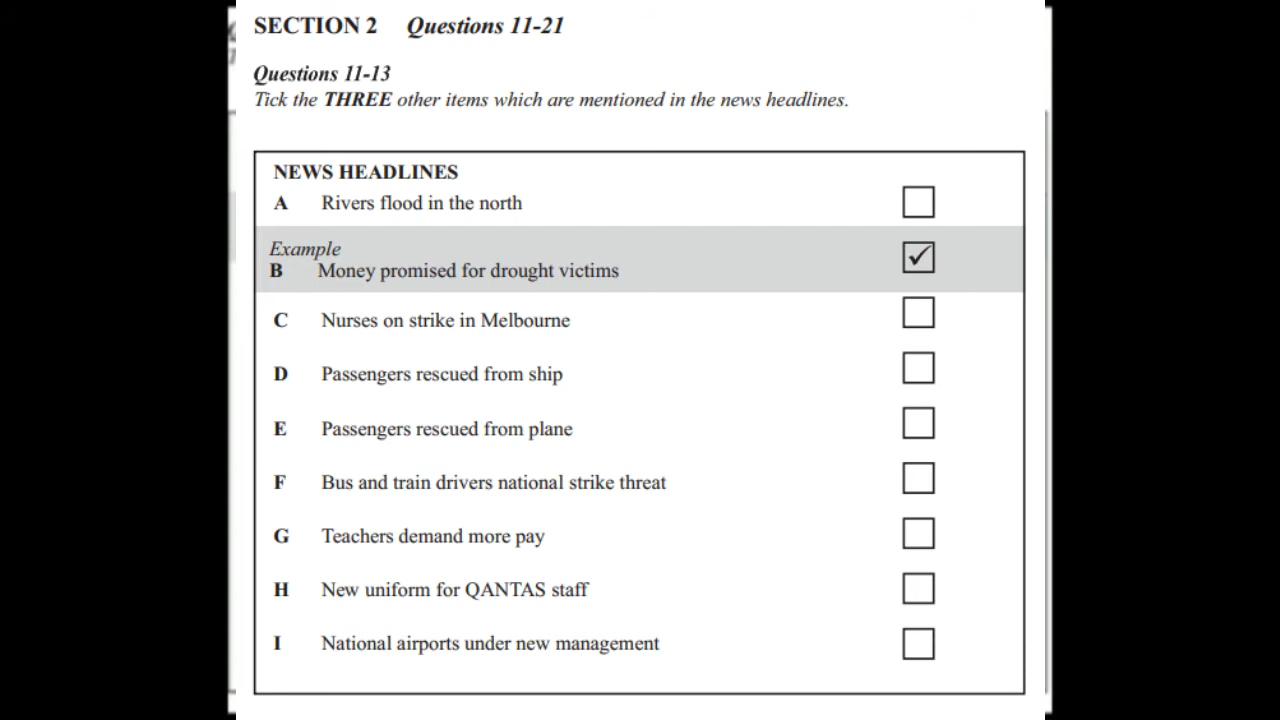 SECTION 2 Questions 11-21
Questions 11-13
Tick the THREE other items which are mentioned in the news headlines.
NEWS HEADLINES
A Rivers flood in the north
Example
B Money promised for drought victims
C Nurses on strike in Melbourne
D Passengers rescued from ship
E Passengers rescued from plane
F Bus and train drivers national strike threat
G Teachers demand more pay
H New uniform for QANTAS staff
I National airports under new management